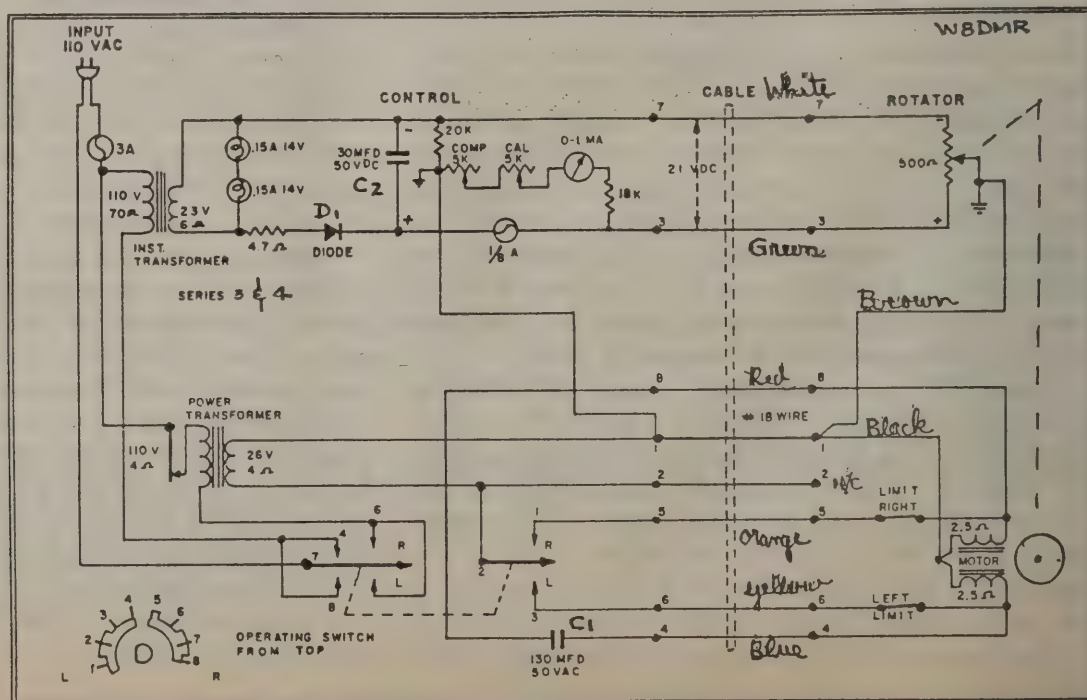 INPUT
110 VAC
W8DMR
CONTROL
CABLE White
ROTATOR
7
7
3A
.15A 14V
.15A 14V
110 V
70Ω
23V
6Ω
INST.
TRANSFORMER
SERIES 3 & 4
4.7 Ω
D1
DIODE
30MFD
50VDC
C2
-
+
20K
COMP
5K
CAL
5K
0-1 MA
18K
1/8 A
21 VDC
3
3
Green
-
500Ω
+
Brown
8
Red
8
# 18 WIRE
1
1
Black
POWER
TRANSFORMER
110 V
4Ω
26V
4 Ω
2
2 N/C
LIMIT
RIGHT
5
5
Orange
2.5Ω
MOTOR
2.5Ω
4
6
7
R
L
8
1
R
2
L
3
6
Yellow
6
LEFT
LIMIT
C1
130 MFD
50VAC
4
4
Blue
4
5
3
6
2
7
1
8
D
L
R
OPERATING SWITCH
FROM TOP